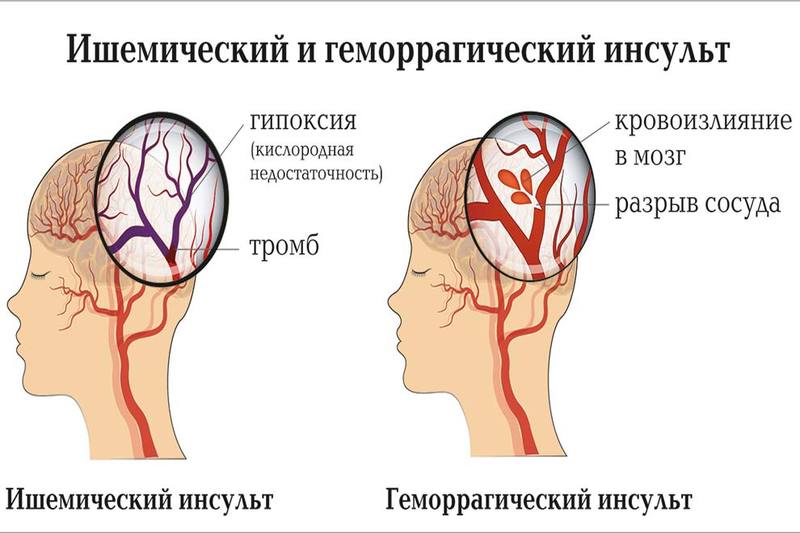 Ишемический и геморрагический инсульт
гипоксия
(кислородная
недостаточность)
тромб
кровоизлияние
в мозг
разрыв сосуда
Ишемический инсульт
Геморрагический инсульт